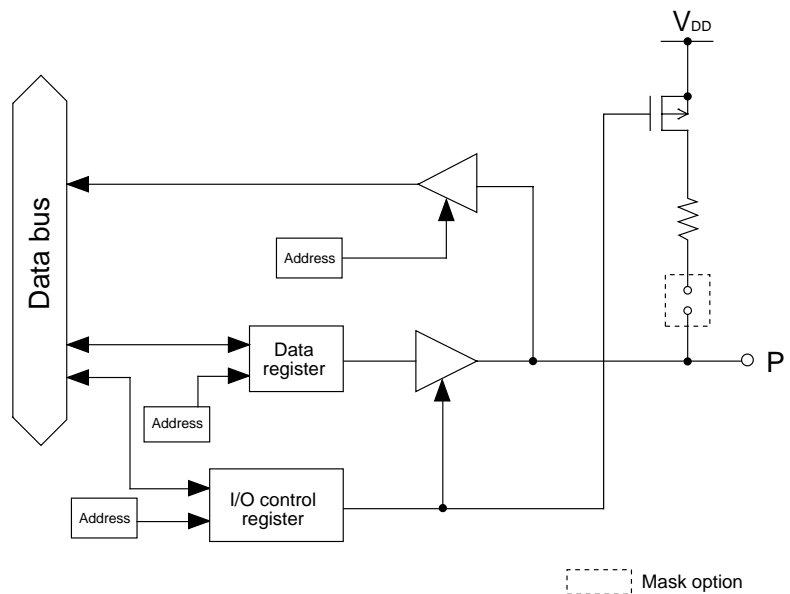 VDD
Data bus
Address
Data
register
P
Address
I/O control
register
Address
Mask option